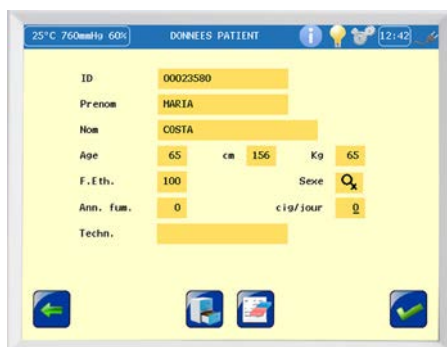 25°C 760mmHg 60% DONNEES PATIENT 12:42
ID 00023580
Prenom MARIA
Nom COSTA
Age 65 cm 156 Kg 65
F.Eth. 100 Sexe
Ann. fum. 0 cig/jour 0
Techn.